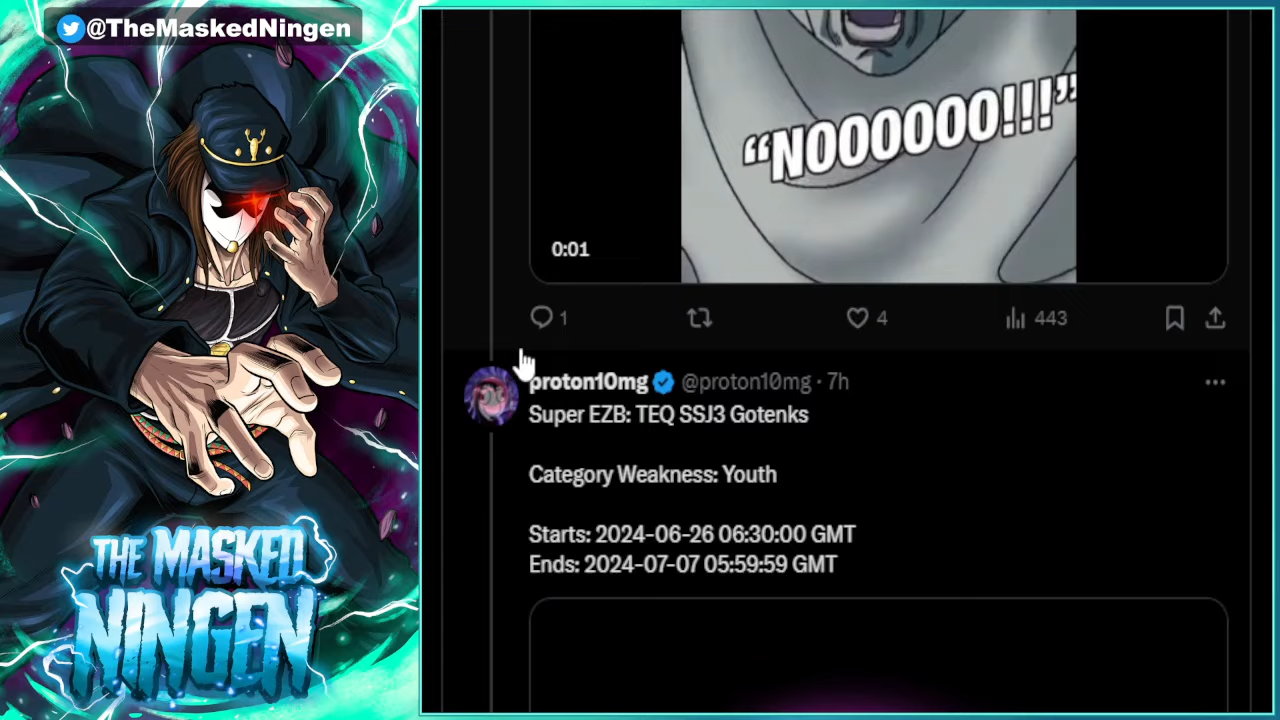 @TheMaskedNingen
"NOOOOOO!!!"
0:01
1
4
443
proton10mg @proton10mg · 7h
Super EZB: TEQ SSJ3 Gotenks
Category Weakness: Youth
Starts: 2024-06-26 06:30:00 GMT
Ends: 2024-07-07 05:59:59 GMT
THE MASKED
NINGEN